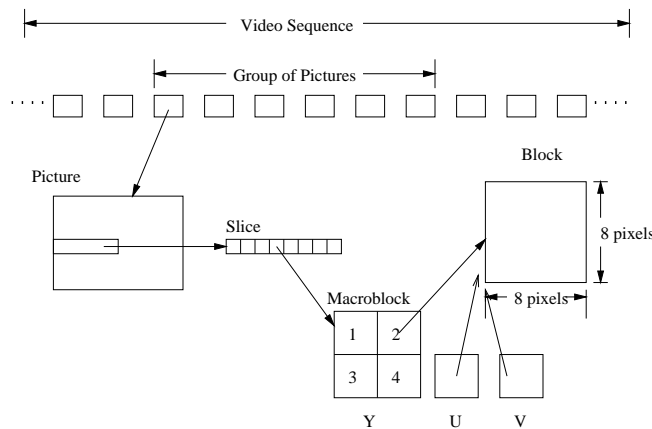 Video Sequence
Group of Pictures
Block
Picture
Slice
8 pixels
Macroblock
8 pixels
1 2
3 4
Y U V